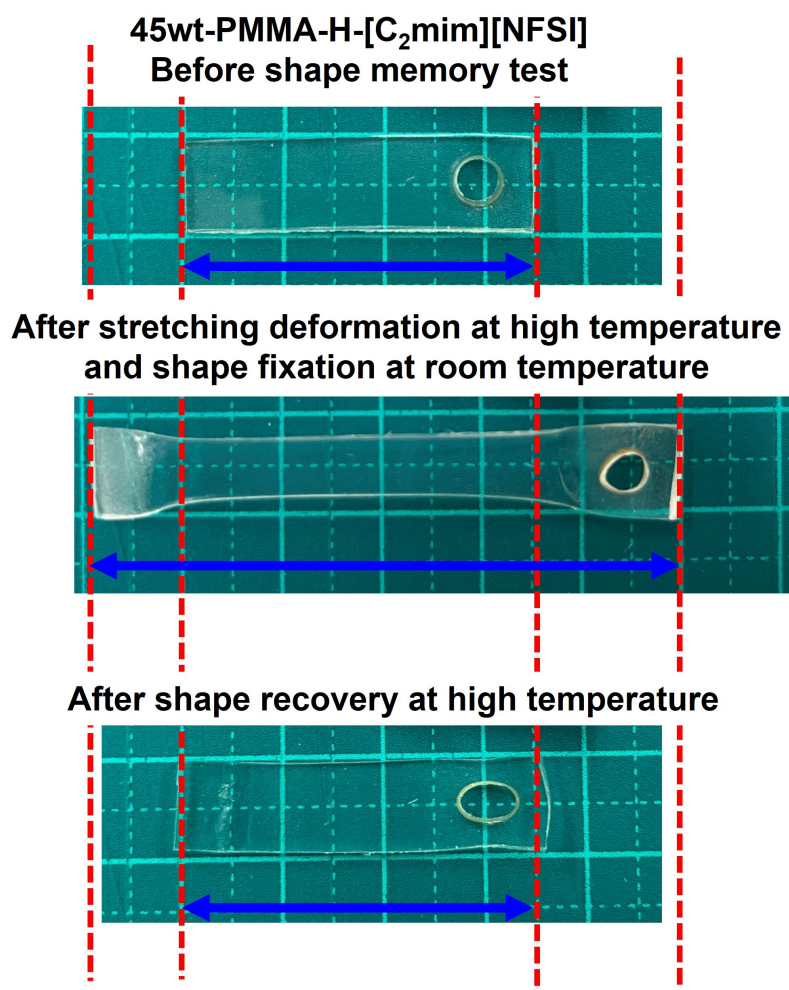 45wt-PMMA-H-[C₂mim][NFSI]
Before shape memory test
After stretching deformation at high temperature
and shape fixation at room temperature
After shape recovery at high temperature